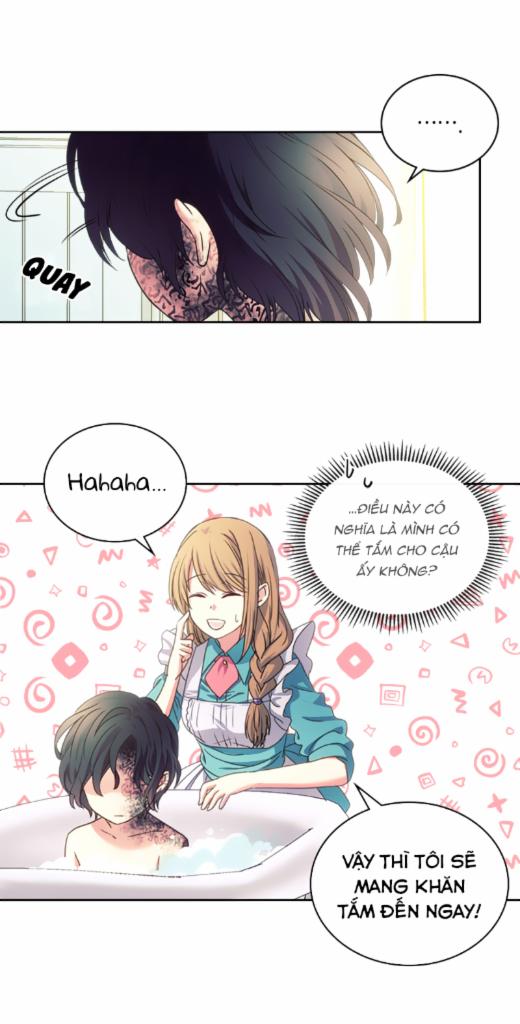 .......
QUAY
Hahaha...
...ĐIỀU NÀY CÓ
NGHĨA LÀ MÌNH CÓ
THỂ TẮM CHO CẬU
ẤY KHÔNG?
VẬY THÌ TÔI SẼ
MANG KHĂN
TẮM ĐẾN NGAY!